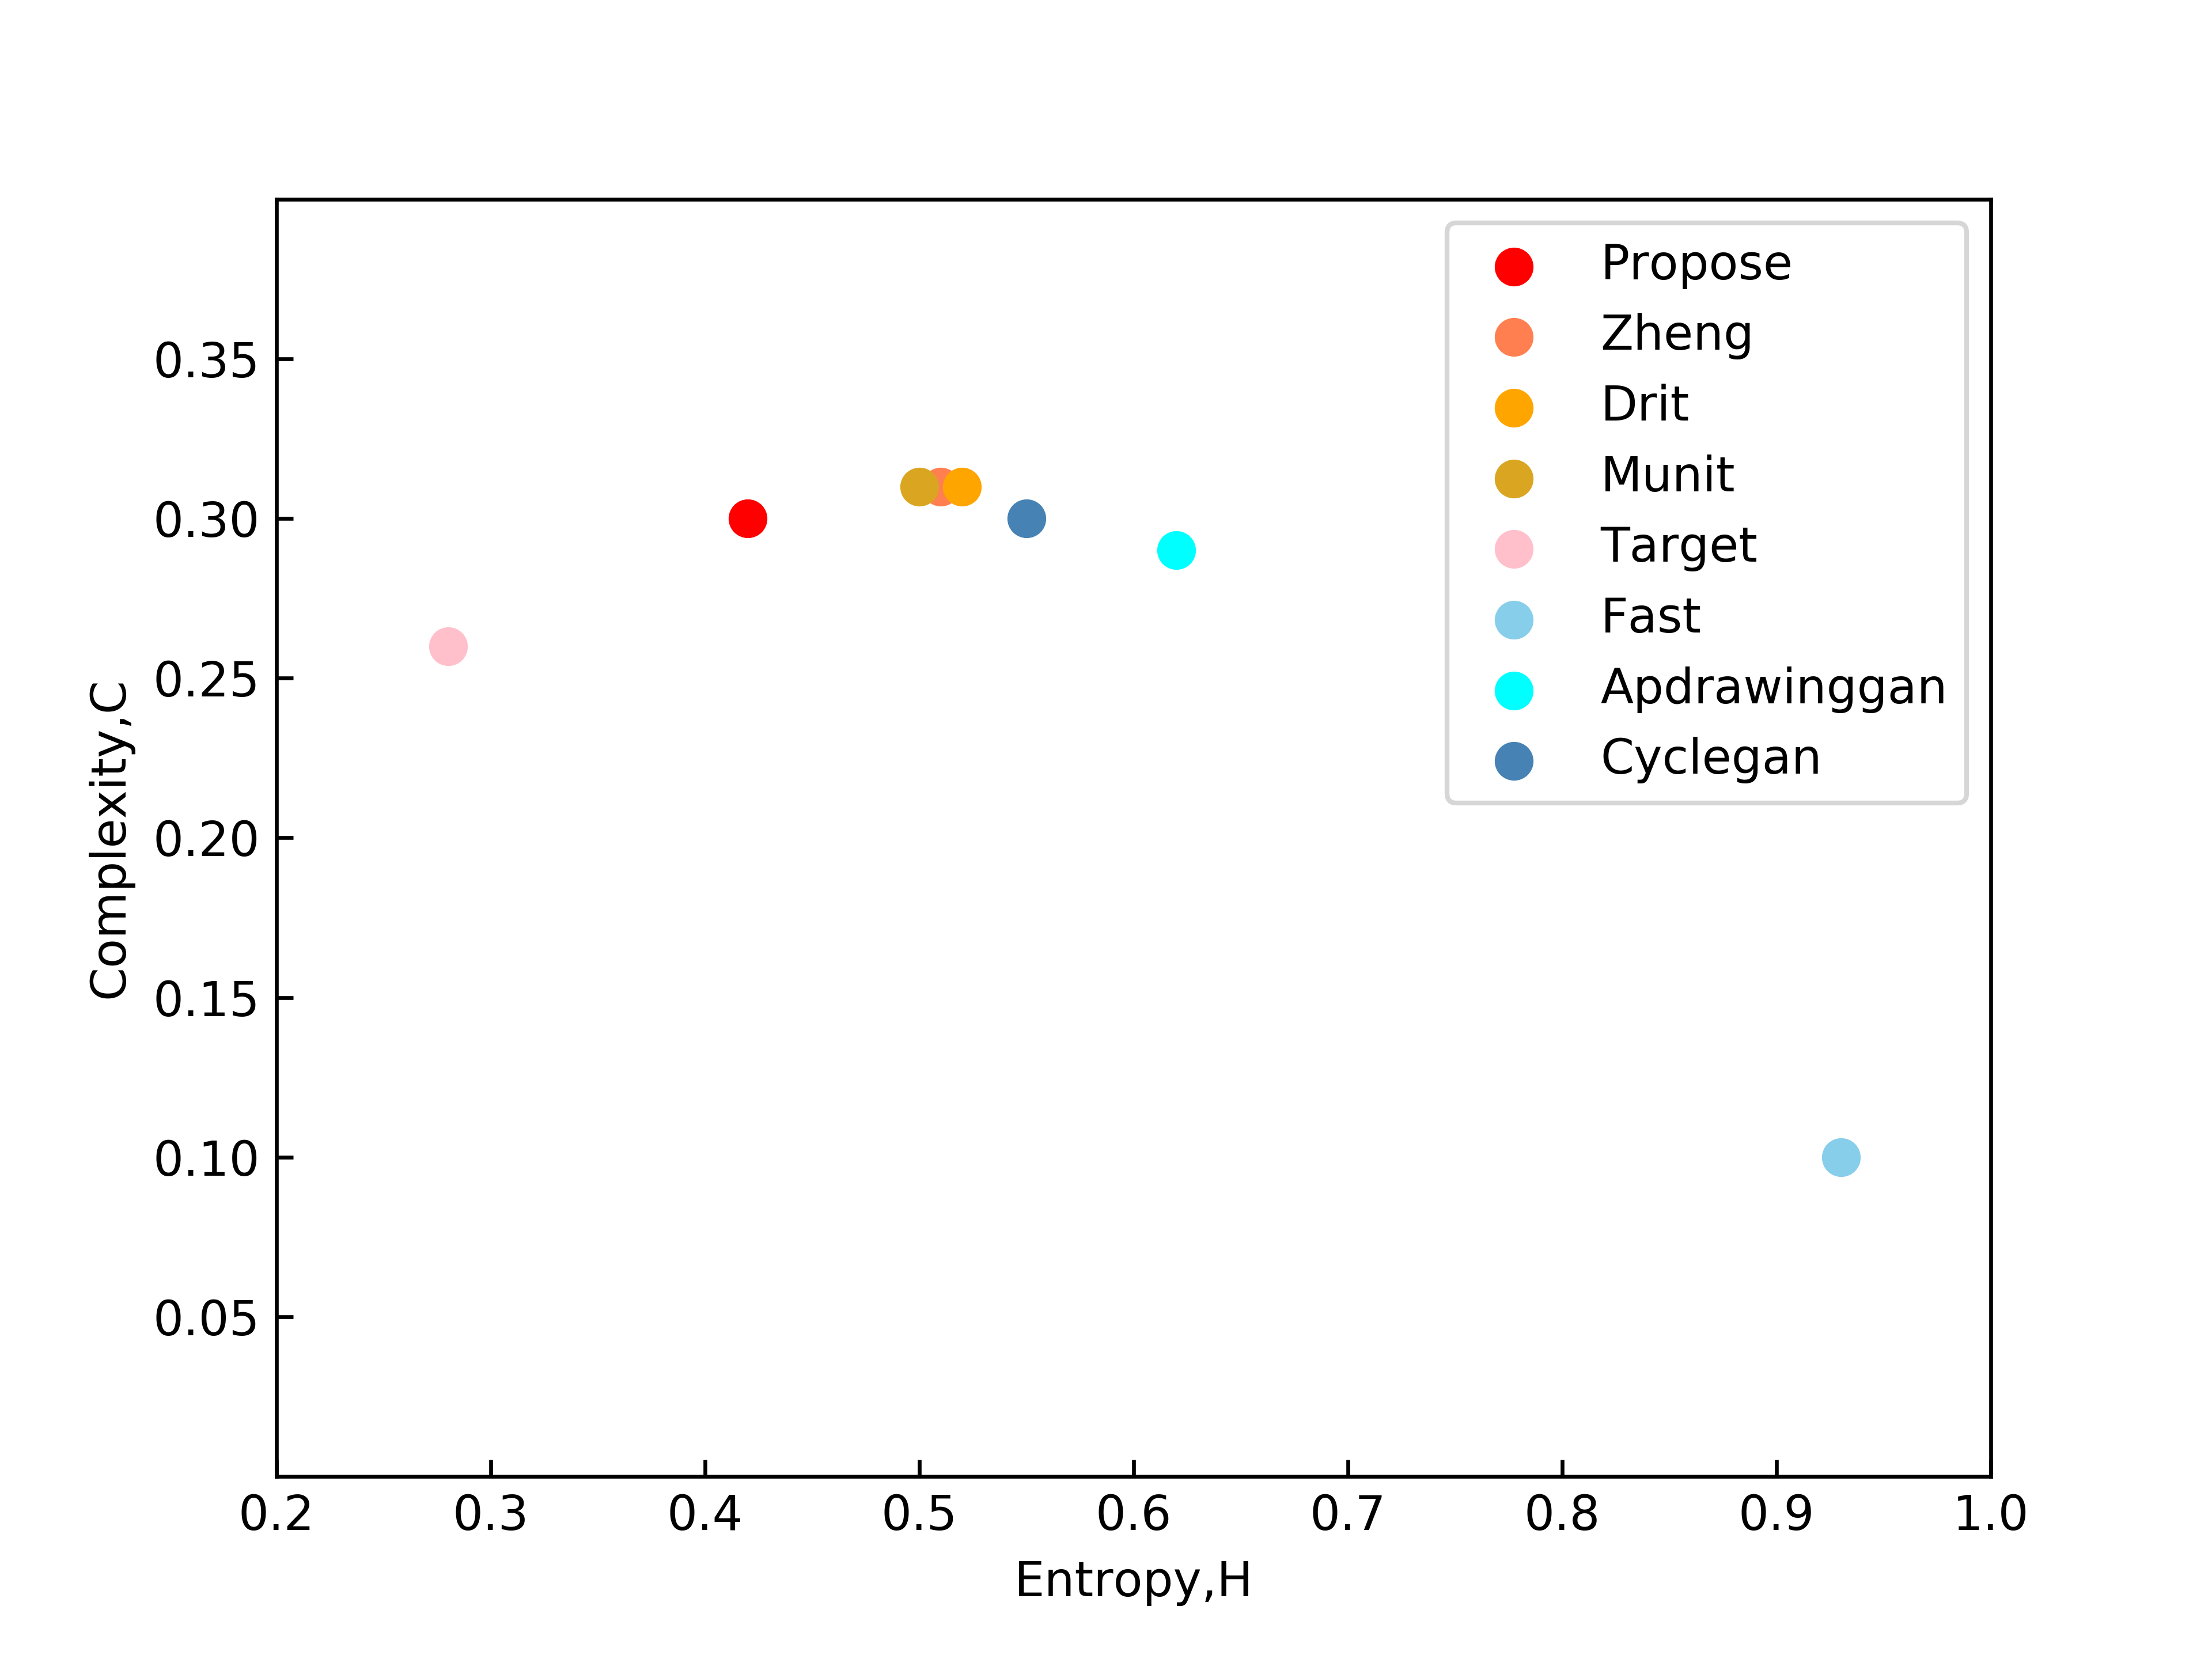 Propose
Zheng
Drit
Munit
Target
Fast
Apdrawinggan
Cyclegan
0.35
0.30
0.25
0.20
0.15
0.10
0.05
Complexity,C
0.2 0.3 0.4 0.5 0.6 0.7 0.8 0.9 1.0
Entropy,H